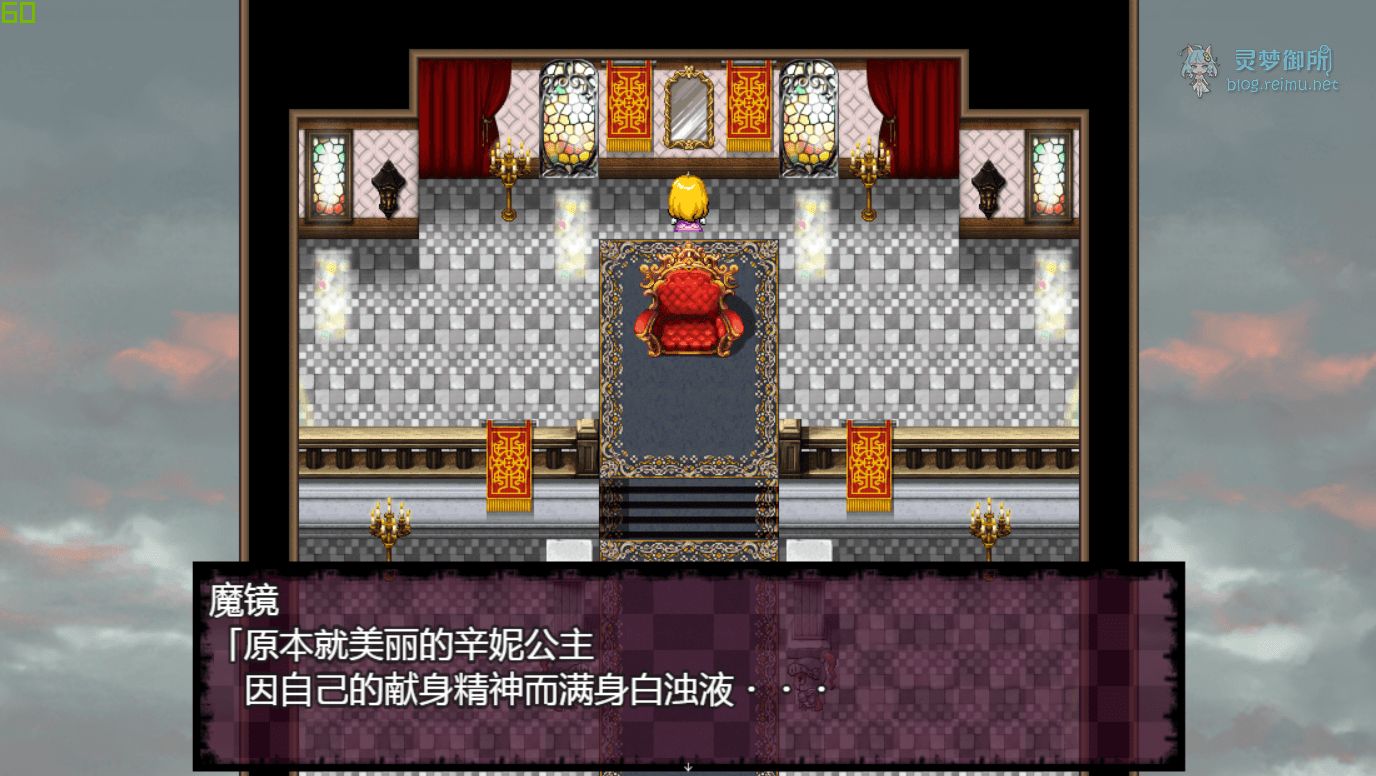 60
灵梦御所
blog.reimu.net
魔镜
「原本就美丽的辛妮公主
因自己的献身精神而满身白浊液・・・